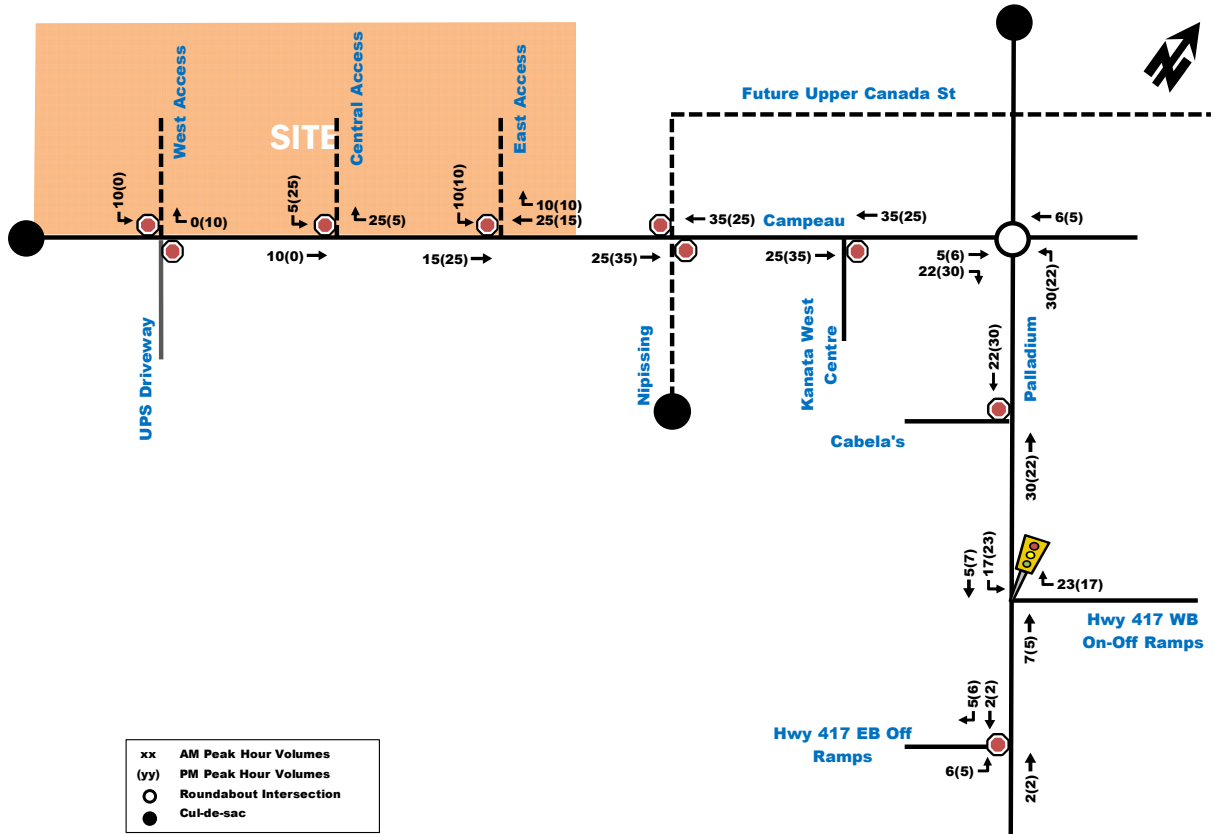 Future Upper Canada St
West Access
Central Access
East Access
SITE
10(0)
0(10)
5(25)
25(5)
10(10)
10(10)
25(15)
35(25)
Campeau
35(25)
6(5)
10(0)
15(25)
25(35)
25(35)
5(6)
22(30)
30(22)
UPS Driveway
Nipissing
Kanata West
Centre
22(30)
Palladium
Cabela's
30(22)
5(7)
17(23)
23(17)
Hwy 417 WB
On-Off Ramps
7(5)
5(6)
2(2)
Hwy 417 EB Off
Ramps
6(5)
2(2)
xx AM Peak Hour Volumes
(yy) PM Peak Hour Volumes
Roundabout Intersection
Cul-de-sac